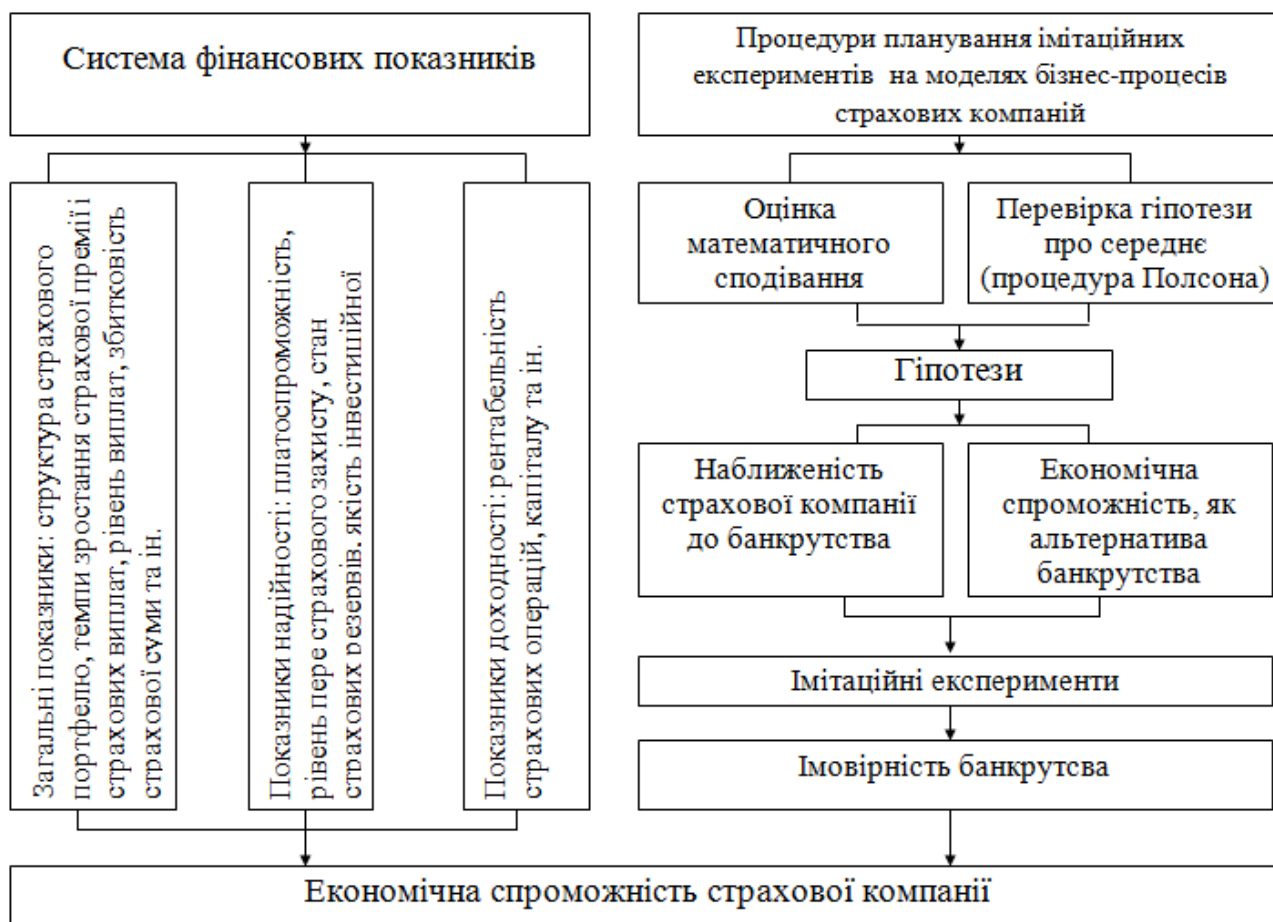 Система фінансових показників
Загальні показники: структура страхового
портфелю, темпи зростання страхової премії і
страхових виплат, рівень виплат, збитковість
страхової суми та ін.
Показники надійності: платоспроможність,
рівень пере страхового захисту, стан
страхових резервів. якість інвестиційної
Показники доходності: рентабельність
страхових операцій, капіталу та ін.
Процедури планування імітаційних
експериментів на моделях бізнес-процесів
страхових компаній
Оцінка
математичного
сподівання
Перевірка гіпотези
про середнє
(процедура Полсона)
Гіпотези
Наближеність
страхової компанії
до банкрутства
Економічна
спроможність, як
альтернатива
банкрутства
Імітаційні експерименти
Імовірність банкрутсва
Економічна спроможність страхової компанії